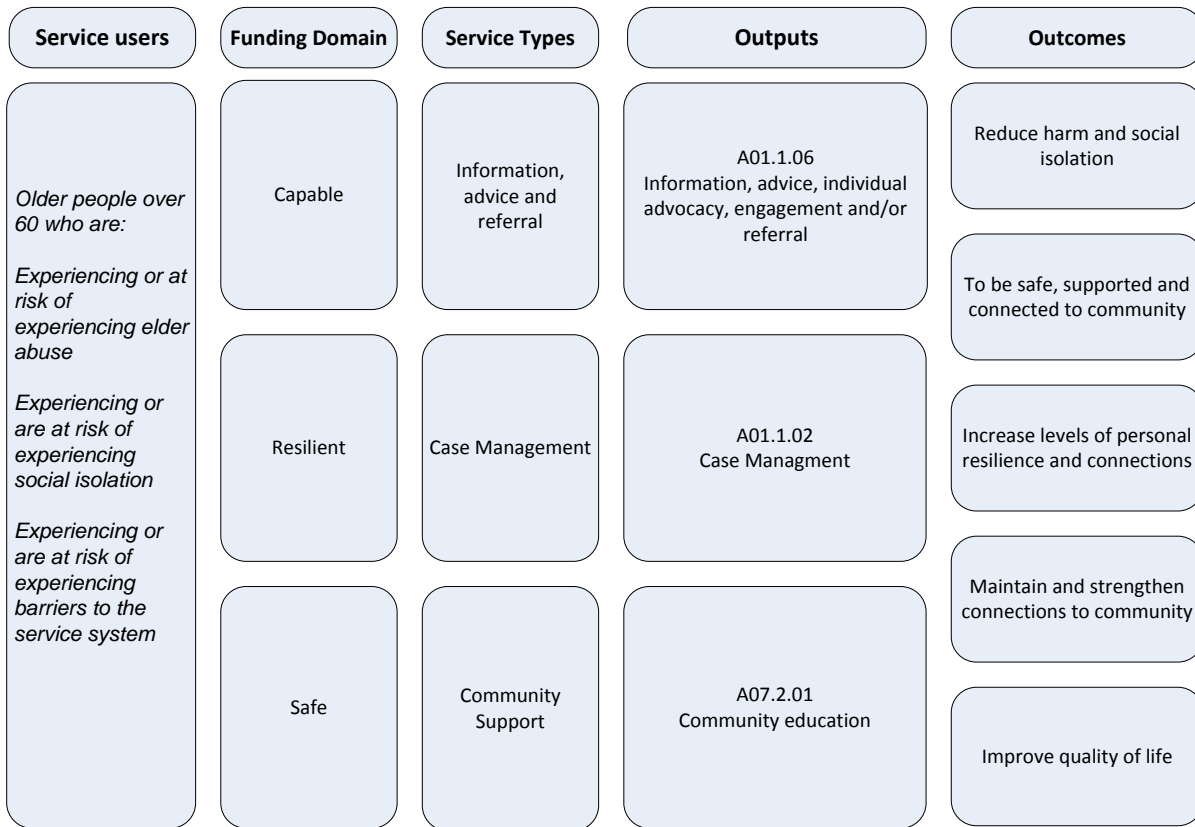 Service users
Funding Domain
Service Types
Outputs
Outcomes
Older people over
60 who are:
Experiencing or at
risk of
experiencing elder
abuse
Experiencing or
are at risk of
experiencing
social isolation
Experiencing or
are at risk of
experiencing
barriers to the
service system
Capable
Resilient
Safe
Information,
advice and
referral
Case Management
Community
Support
A01.1.06
Information, advice, individual
advocacy, engagement and/or
referral
A01.1.02
Case Managment
A07.2.01
Community education
Reduce harm and social
isolation
To be safe, supported and
connected to community
Increase levels of personal
resilience and connections
Maintain and strengthen
connections to community
Improve quality of life